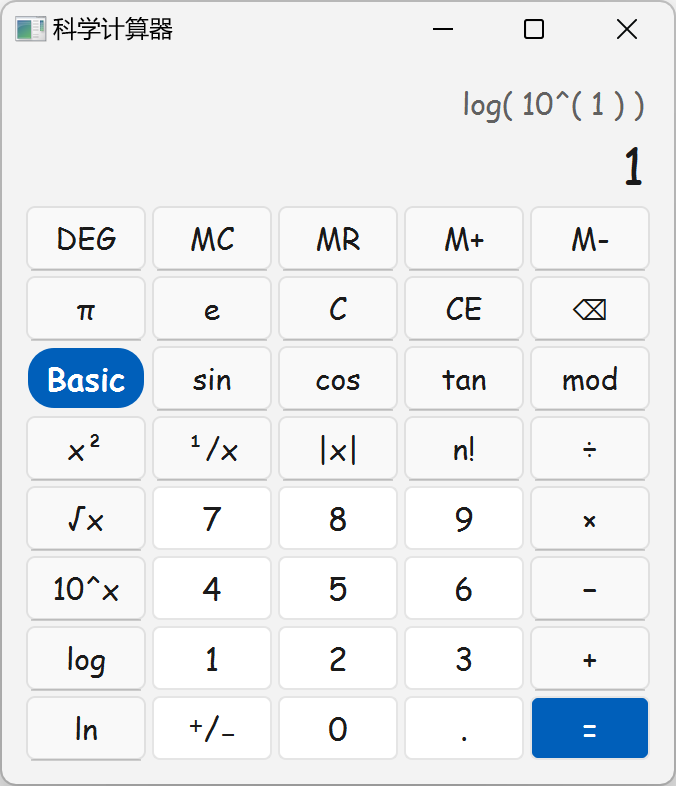 科学计算器
log( 10^( 1 ) )
1
DEG MC MR M+ M-
π e C CE ⌫
Basic sin cos tan mod
x² ¹/x |x| n! ÷
√x 7 8 9 ×
10^x 4 5 6 −
log 1 2 3 +
ln ⁺/₋ 0 . =